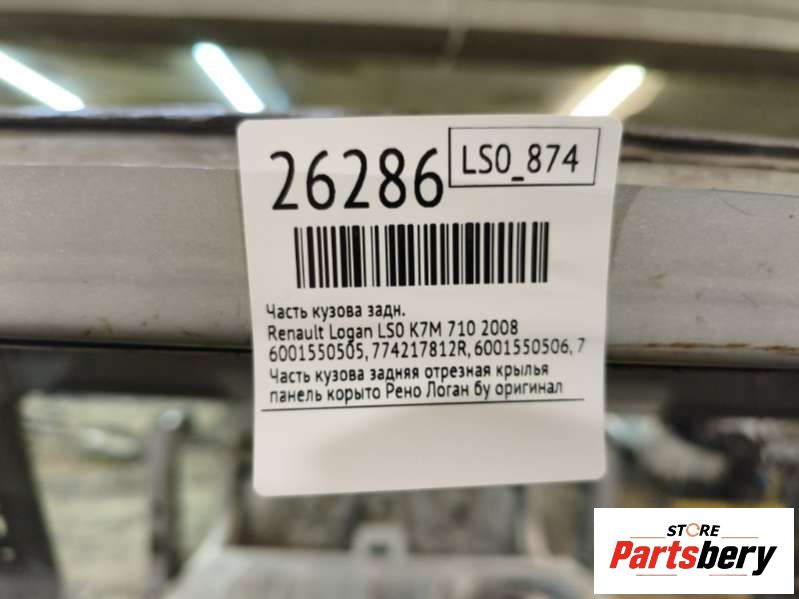 26286
LS0_874
Часть кузова задн.
Renault Logan LS0 K7M 710 2008
6001550505, 774217812R, 6001550506, 7
Часть кузова задняя отрезная крылья
панель корыто Рено Логан бу оригинал
STORE
Partsbery